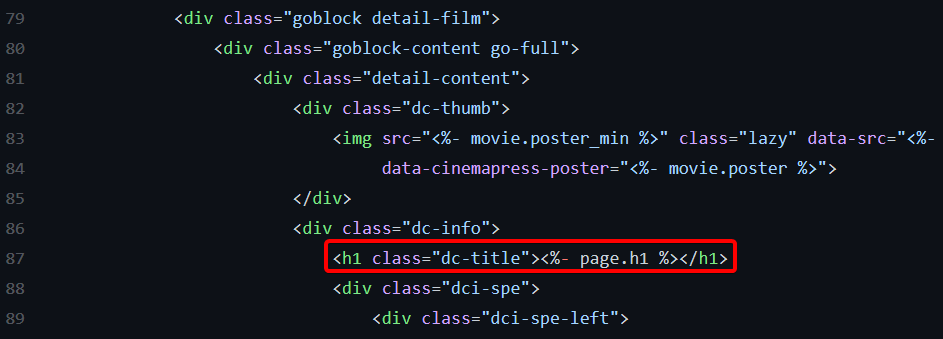 79 <div class="goblock detail-film">
80 <div class="goblock-content go-full">
81 <div class="detail-content">
82 <div class="dc-thumb">
83 <img src="<%- movie.poster_min %>" class="lazy" data-src="<%-
84 data-cinemapress-poster="<%- movie.poster %>">
85 </div>
86 <div class="dc-info">
87 <h1 class="dc-title"><%- page.h1 %></h1>
88 <div class="dci-spe">
89 <div class="dci-spe-left">